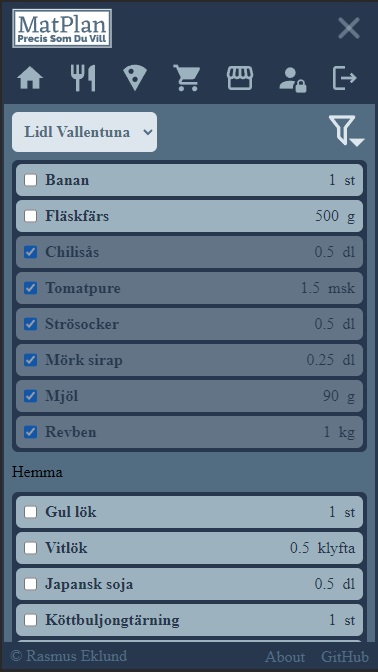 MatPlan
Precis Som Du Vill
Lidl Vallentuna
Banan 1 st
Fläskfärs 500 g
Chilisås 0.5 dl
Tomatpure 1.5 msk
Strösocker 0.5 dl
Mörk sirap 0.25 dl
Mjöl 90 g
Revben 1 kg
Hemma
Gul lök 1 st
Vitlök 0.5 klyfta
Japansk soja 0.5 dl
Köttbuljongtärning 1 st
© Rasmus Eklund About GitHub